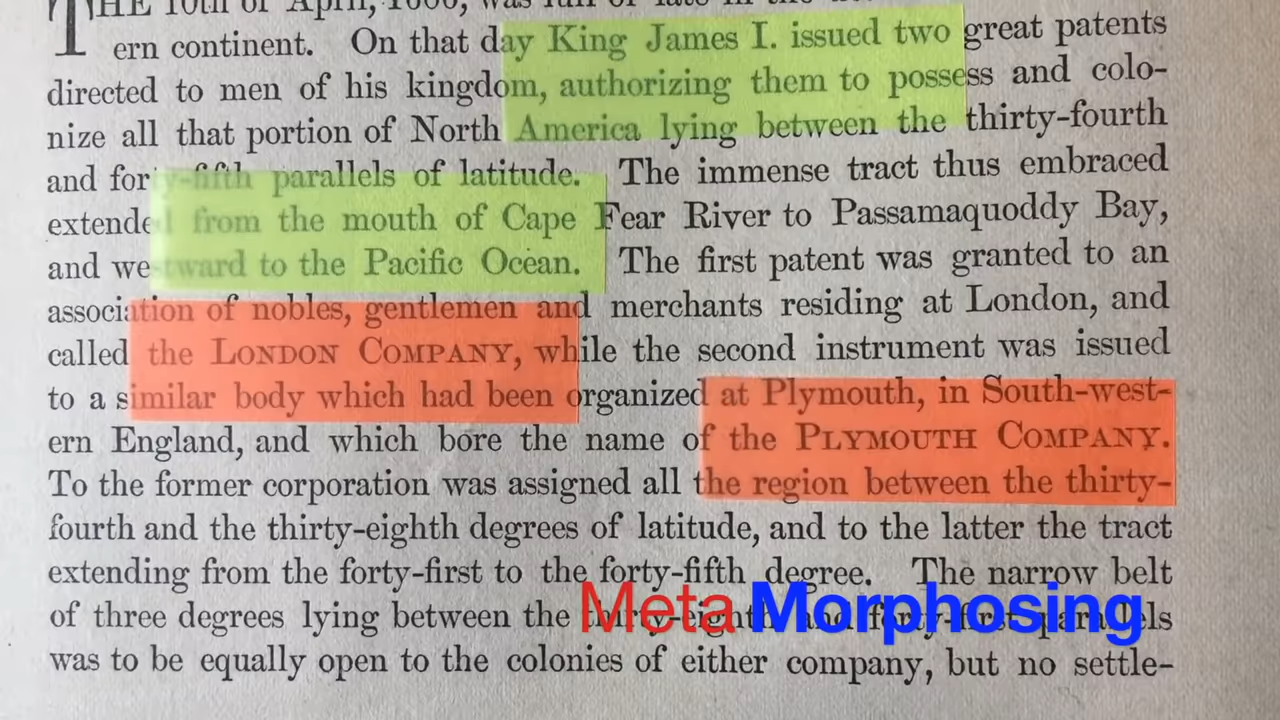 THE 10th of April, 1606, was
ern continent. On that day King James I. issued two great patents
directed to men of his kingdom, authorizing them to possess and colo-
nize all that portion of North America lying between the thirty-fourth
and forty-fifth parallels of latitude. The immense tract thus embraced
extended from the mouth of Cape Fear River to Passamaquoddy Bay,
and westward to the Pacific Ocean. The first patent was granted to an
association of nobles, gentlemen and merchants residing at London, and
called the LONDON COMPANY, while the second instrument was issued
to a similar body which had been organized at Plymouth, in South-west-
ern England, and which bore the name of the PLYMOUTH COMPANY.
To the former corporation was assigned all the region between the thirty-
fourth and the thirty-eighth degrees of latitude, and to the latter the tract
extending from the forty-first to the forty-fifth degree. The narrow belt
of three degrees lying between the thirty-eighth and forty-first parallels
Meta Morphosing
was to be equally open to the colonies of either company, but no settle-